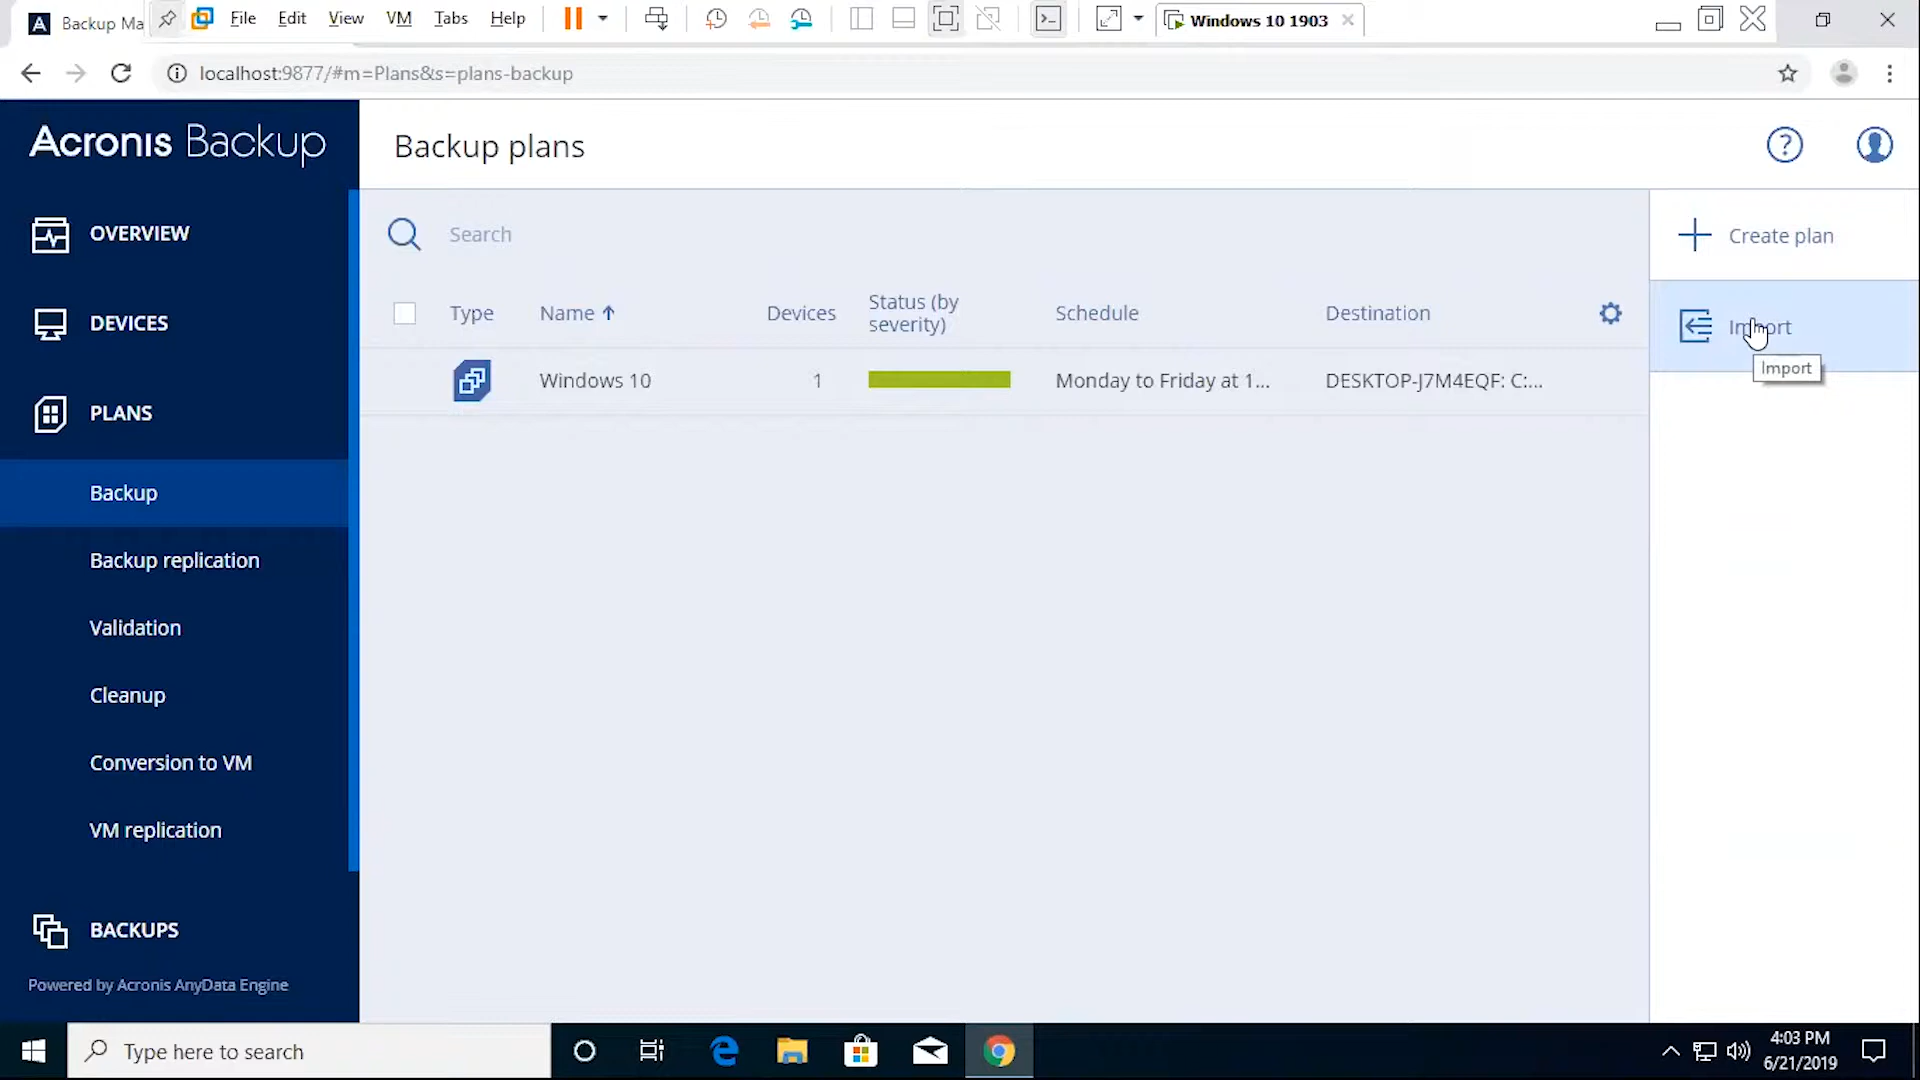 Backup Ma
File Edit View VM Tabs Help
Windows 10 1903
localhost:9877/#m=Plans&s=plans-backup
Acronis Backup
Backup plans
OVERVIEW
DEVICES
PLANS
Backup
Backup replication
Validation
Cleanup
Conversion to VM
VM replication
BACKUPS
Powered by Acronis AnyData Engine
Search
Type Name Devices Status (by severity) Schedule Destination
Windows 10 1 Monday to Friday at 1... DESKTOP-J7M4EQF: C:...
Create plan
Import
Import
Type here to search
4:03 PM
6/21/2019